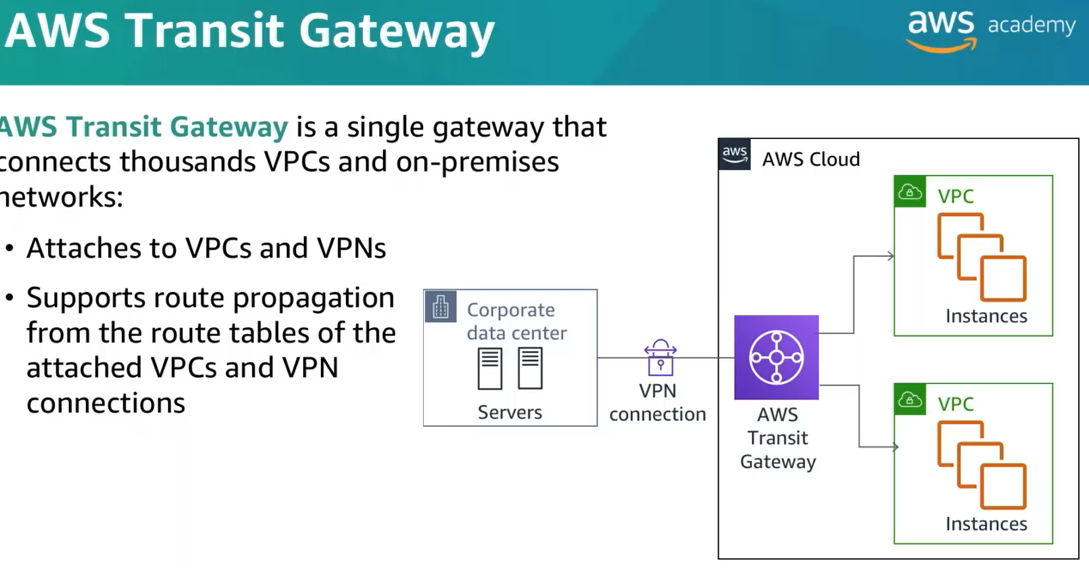 AWS Transit Gateway
aws academy
AWS Transit Gateway is a single gateway that
connects thousands VPCs and on-premises
networks:
• Attaches to VPCs and VPNs
• Supports route propagation
from the route tables of the
attached VPCs and VPN
connections
Corporate
data center
Servers
VPN
connection
aws
AWS Cloud
AWS
Transit
Gateway
VPC
Instances
VPC
Instances